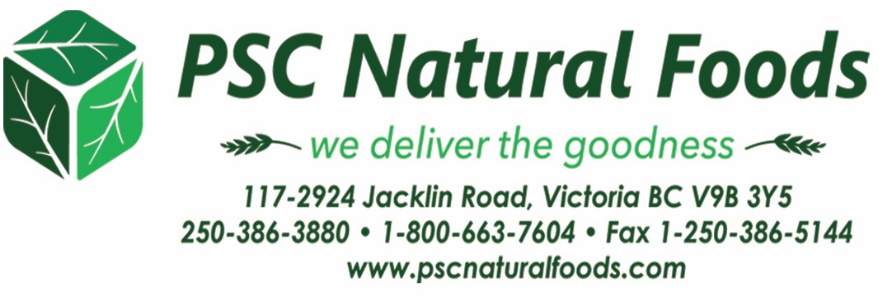 PSC Natural Foods
we deliver the goodness
117-2924 Jacklin Road, Victoria BC V9B 3Y5
250-386-3880 • 1-800-663-7604 • Fax 1-250-386-5144
www.pscnaturalfoods.com